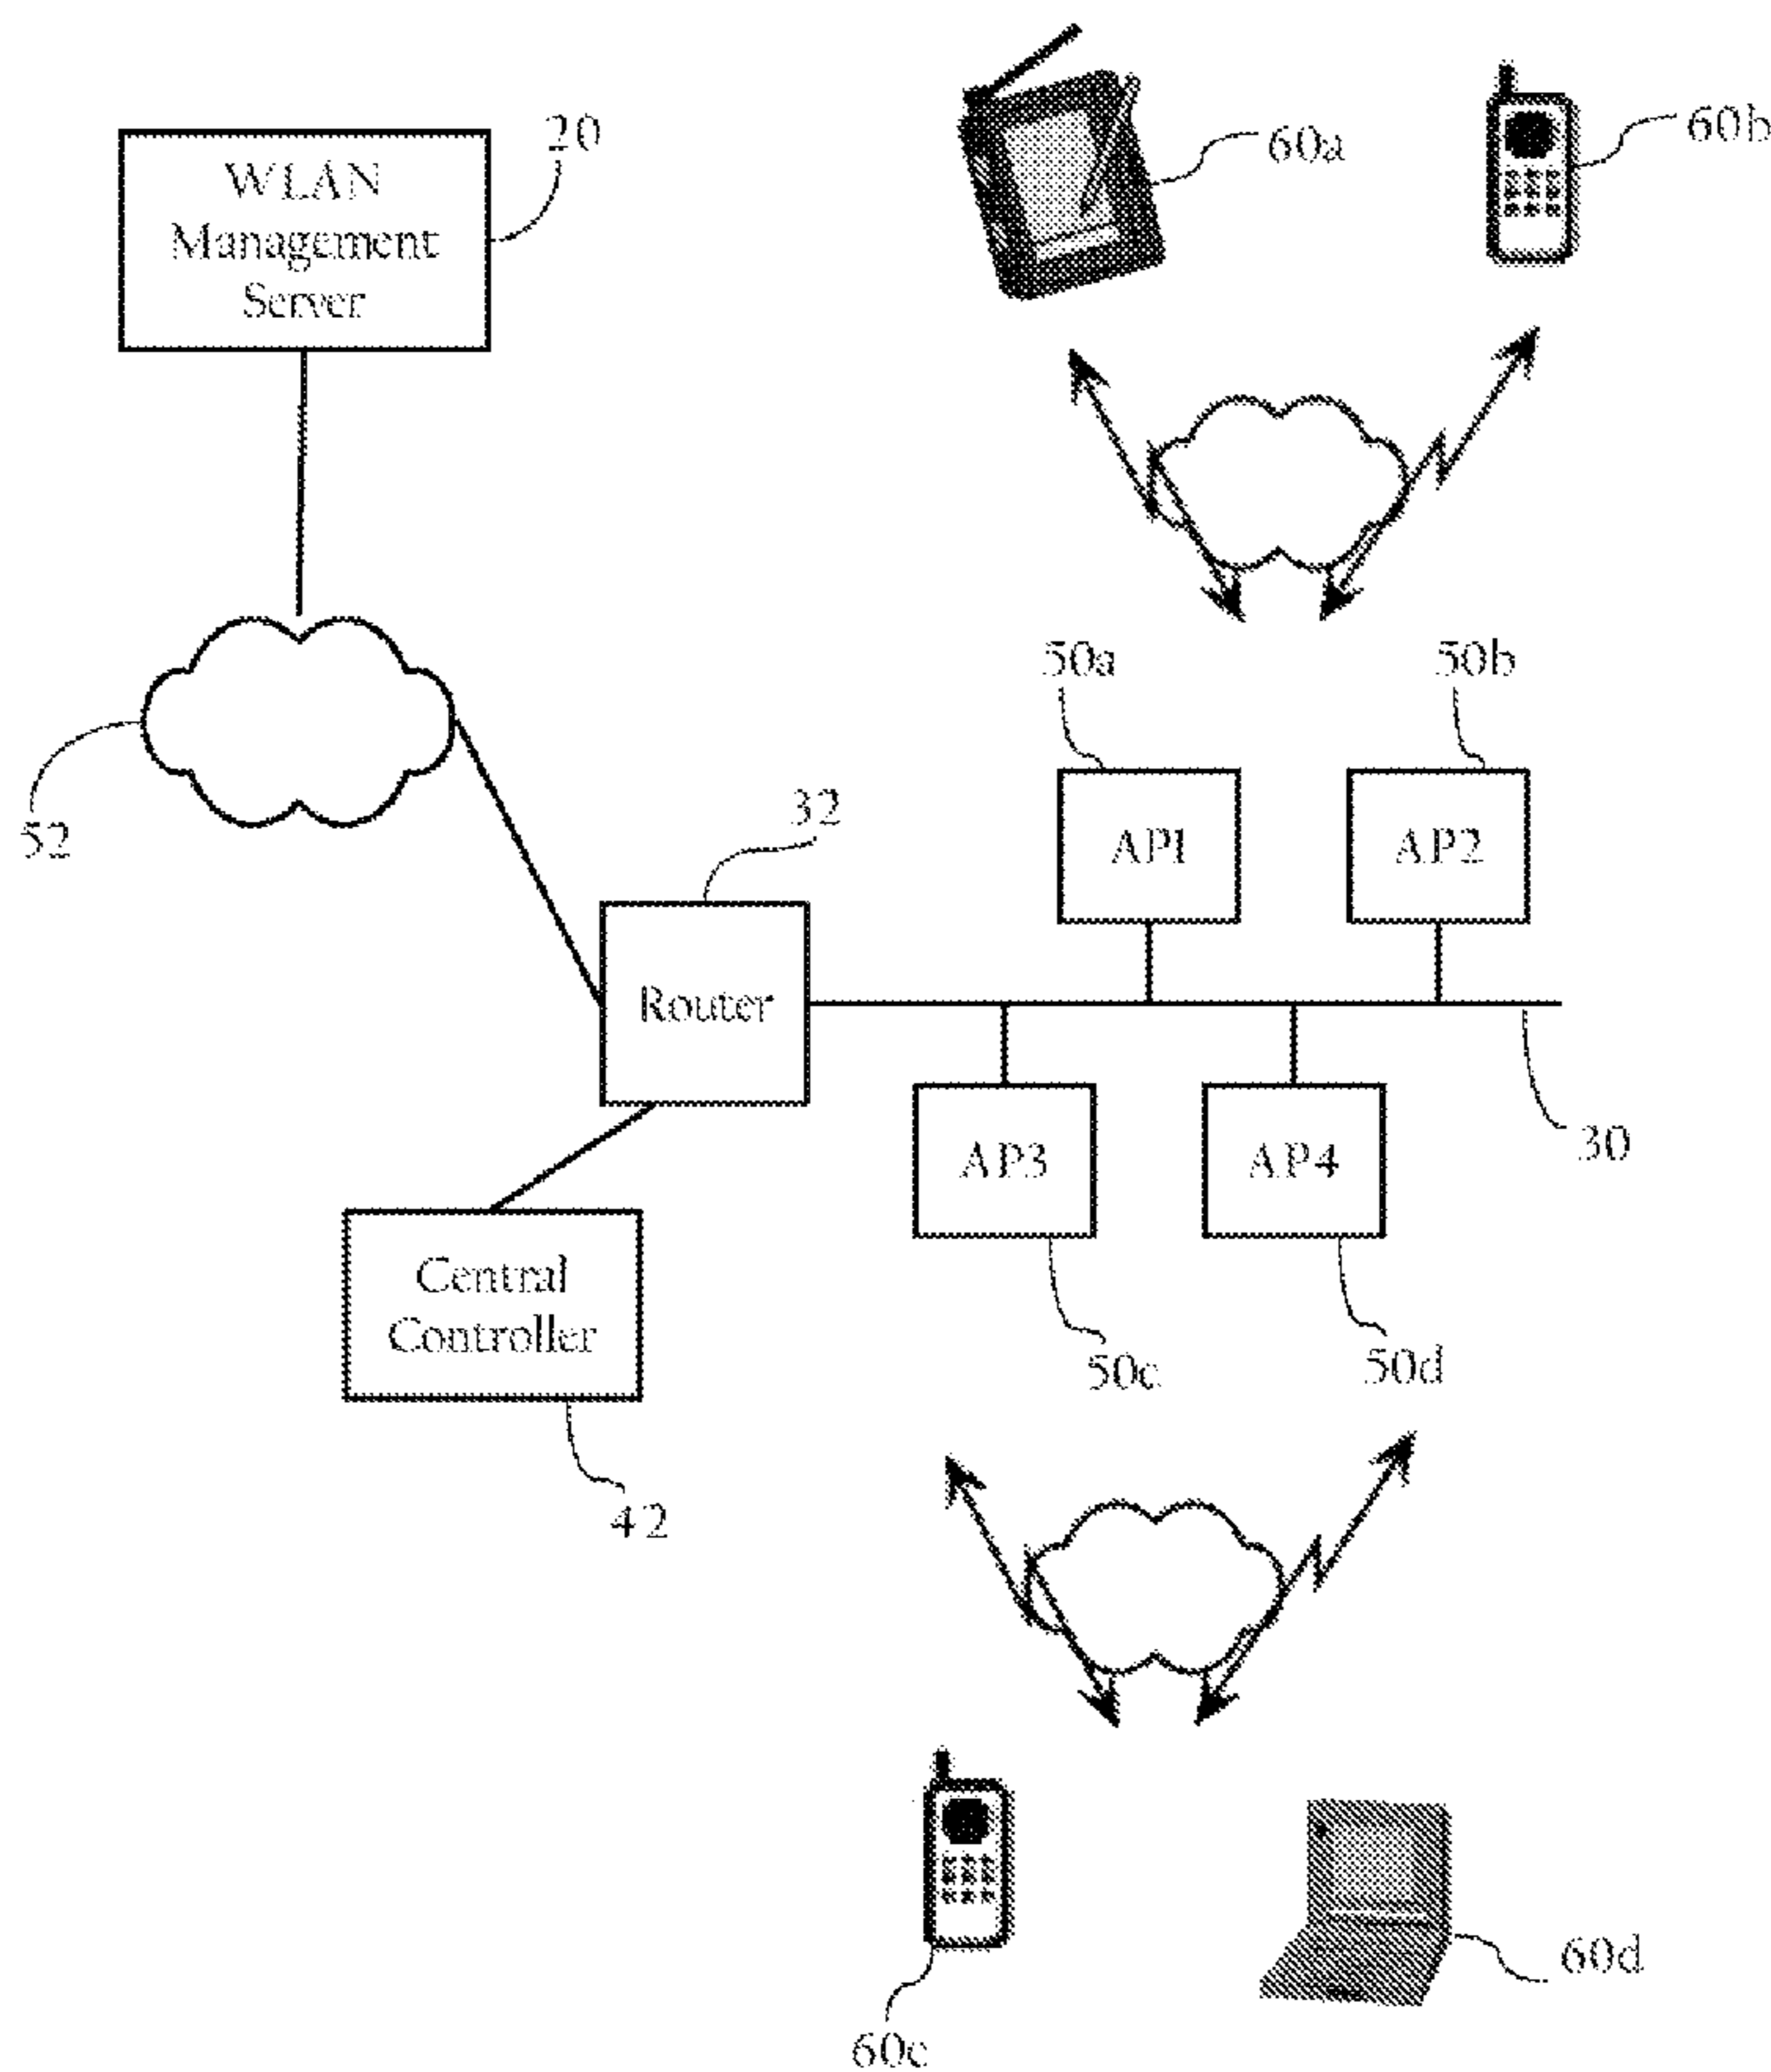 WLAN
Management
Server
20
60a
60b
52
32
50a
50b
AP1
AP2
Router
AP3
AP4
30
Central
Controller
50c
50d
42
60c
60d